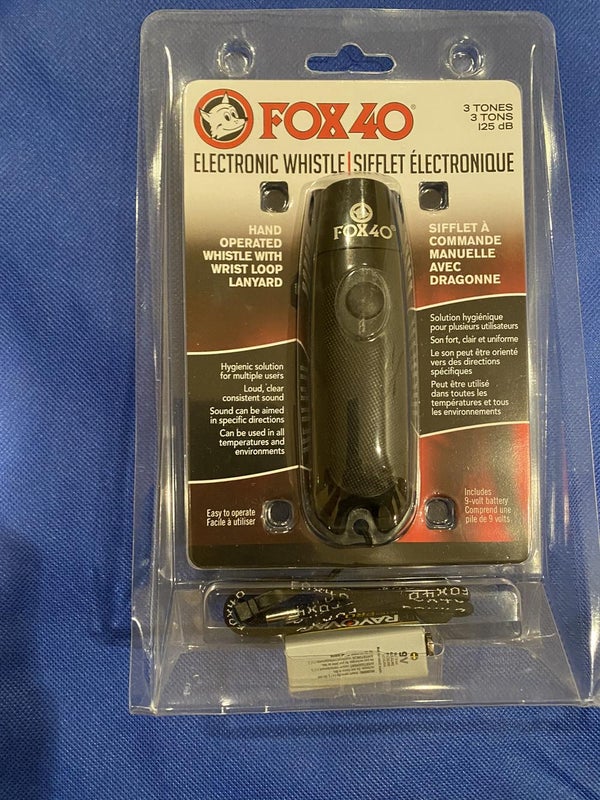 FOX 40®
3 TONES
3 TONS
125 dB
ELECTRONIC WHISTLE | SIFFLET ÉLECTRONIQUE
HAND
OPERATED
WHISTLE WITH
WRIST LOOP
LANYARD
FOX40®
SIFFLET À
COMMANDE
MANUELLE
AVEC
DRAGONNE
Hygienic solution
for multiple users
Loud, clear
consistent sound
Sound can be aimed
in specific directions
Can be used in all
temperatures and
environments
Solution hygiénique
pour plusieurs utilisateurs
Son fort, clair et uniforme
Le son peut être orienté
vers des directions
spécifiques
Peut être utilisé
dans toutes les
températures et tous
les environnements
Easy to operate
Facile à utiliser
Includes
9-volt battery
Comprend une
pile de 9 volts
FOX40
RAYOVAC
9V